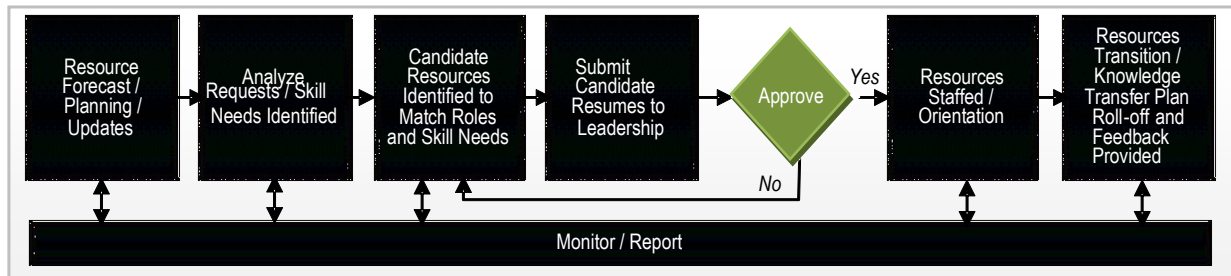 Resource
Forecast /
Planning /
Updates
Analyze
Requests / Skill
Needs Identified
Candidate
Resources
Identified to
Match Roles
and Skill Needs
Submit
Candidate
Resumes to
Leadership
Approve
Yes
No
Resources
Staffed /
Orientation
Resources
Transition /
Knowledge
Transfer Plan
Roll-off and
Feedback
Provided
Monitor / Report